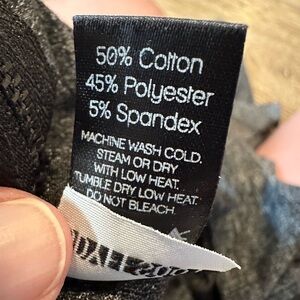 50% Cotton
45% Polyester
5% Spandex
MACHINE WASH COLD.
STEAM OR DRY
WITH LOW HEAT.
TUMBLE DRY LOW HEAT.
DO NOT BLEACH.